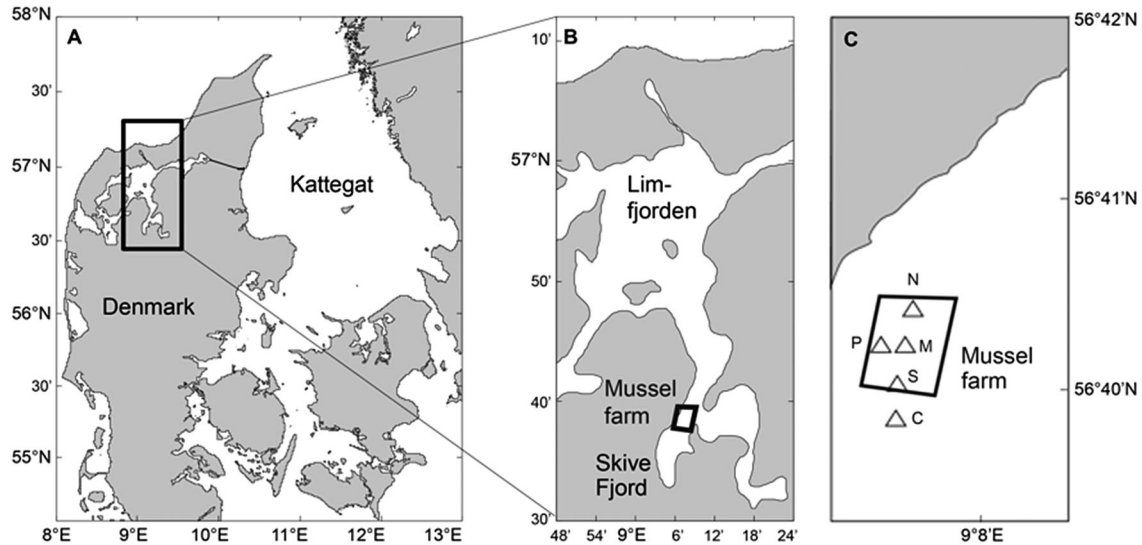 58°N
30'
57°N
30'
56°N
30'
55°N
8°E
9°E
10°E
11°E
12°E
13°E
A
Kattegat
Denmark
B
10'
57°N
50'
40'
30'
48'
54'
9°E
6'
12'
18'
24'
Lim-
fjorden
Mussel
farm
Skive
Fjord
C
56°42'N
56°41'N
56°40'N
9°8'E
N
P
M
S
C
Mussel
farm